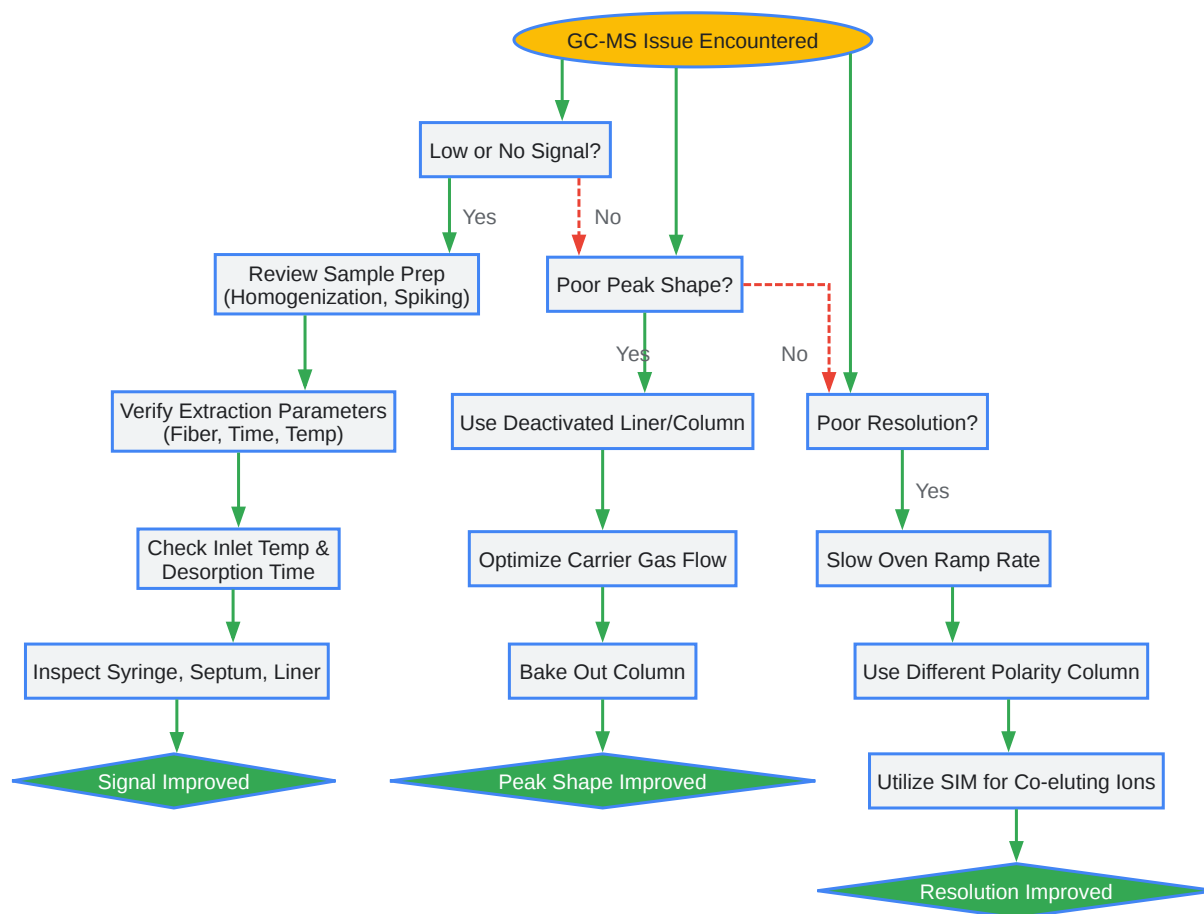 GC-MS Issue Encountered
Low or No Signal?
Yes
No
Review Sample Prep
(Homogenization, Spiking)
Poor Peak Shape?
Yes
No
Verify Extraction Parameters
(Fiber, Time, Temp)
Use Deactivated Liner/Column
Poor Resolution?
Yes
Check Inlet Temp &
Desorption Time
Optimize Carrier Gas Flow
Slow Oven Ramp Rate
Inspect Syringe, Septum, Liner
Bake Out Column
Use Different Polarity Column
Signal Improved
Peak Shape Improved
Utilize SIM for Co-eluting Ions
Resolution Improved